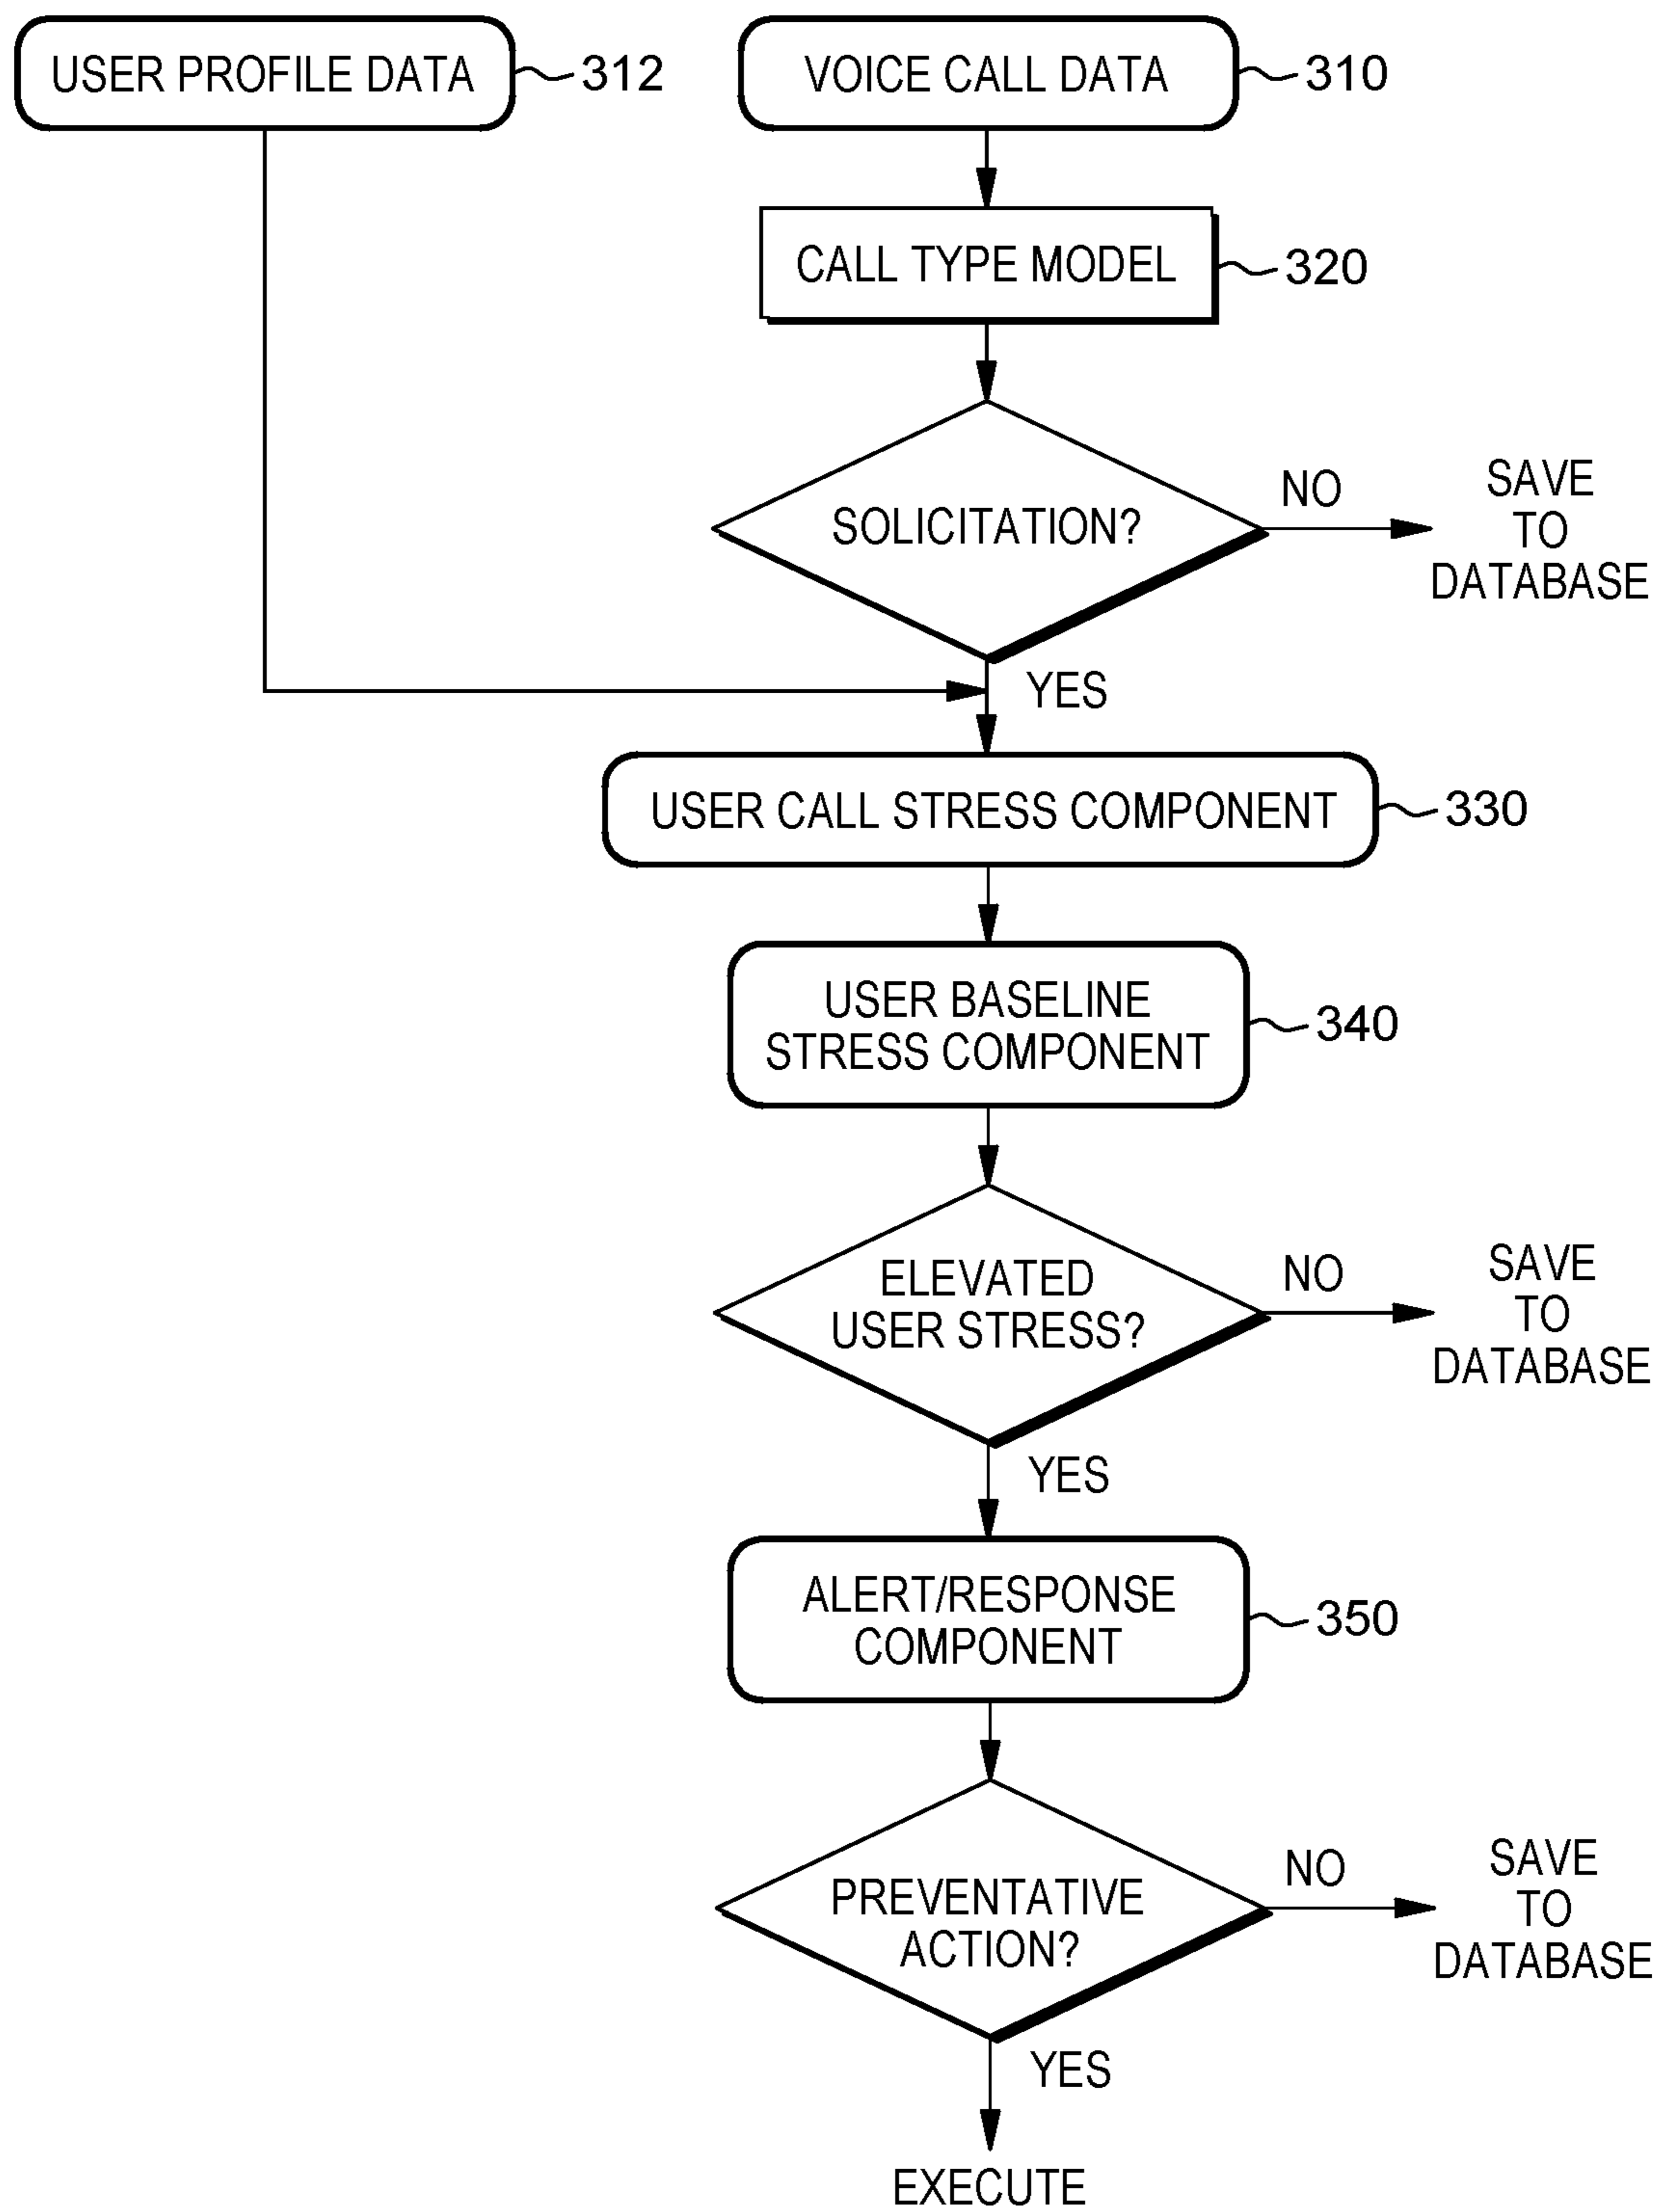 USER PROFILE DATA
312
VOICE CALL DATA
310
CALL TYPE MODEL
320
SOLICITATION?
NO
SAVE
TO
DATABASE
YES
USER CALL STRESS COMPONENT
330
USER BASELINE
STRESS COMPONENT
340
ELEVATED
USER STRESS?
NO
SAVE
TO
DATABASE
YES
ALERT/RESPONSE
COMPONENT
350
PREVENTATIVE
ACTION?
NO
SAVE
TO
DATABASE
YES
EXECUTE